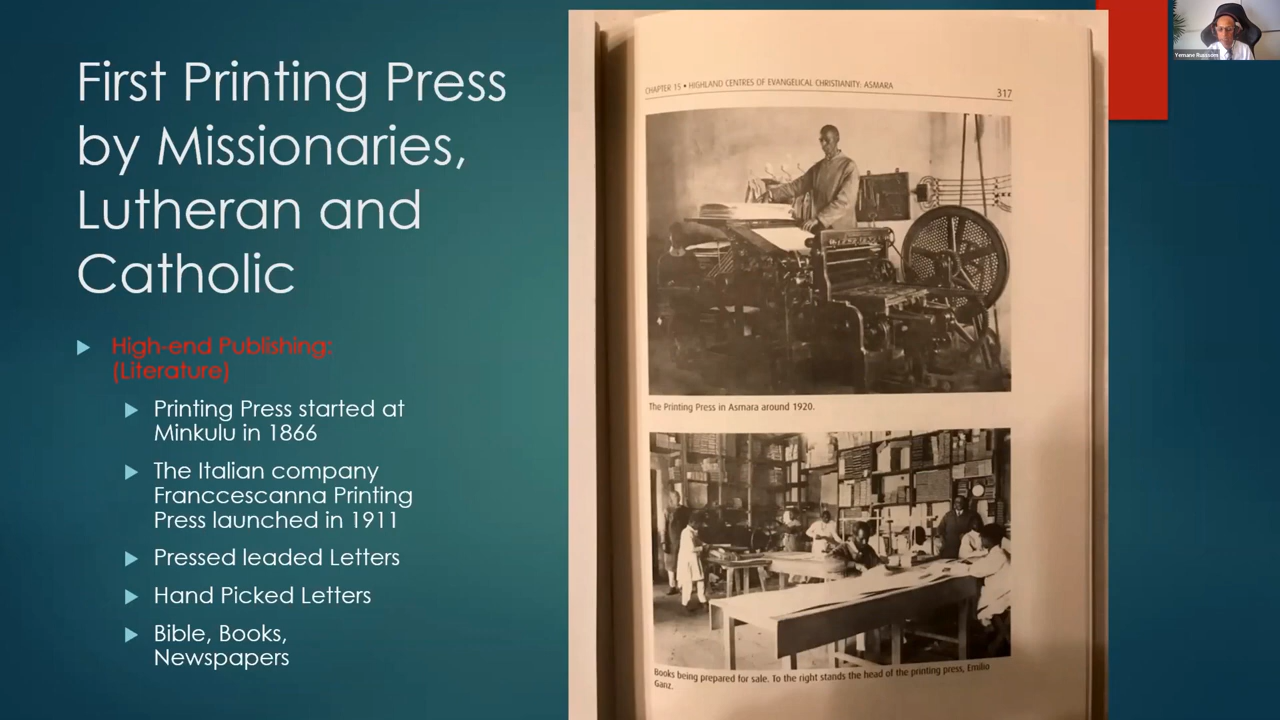 First Printing Press
by Missionaries,
Lutheran and
Catholic
High-end Publishing:
(Literature)
Printing Press started at
Minkulu in 1866
The Italian company
Franccescanna Printing
Press launched in 1911
Pressed leaded Letters
Hand Picked Letters
Bible, Books,
Newspapers
CHAPTER 15 • HIGHLAND CENTRES OF EVANGELICAL CHRISTIANITY: ASMARA 317
The Printing Press in Asmara around 1920.
Books being prepared for sale. To the right stands the head of the printing press, Emilio
Ganz.
Yemane Russom